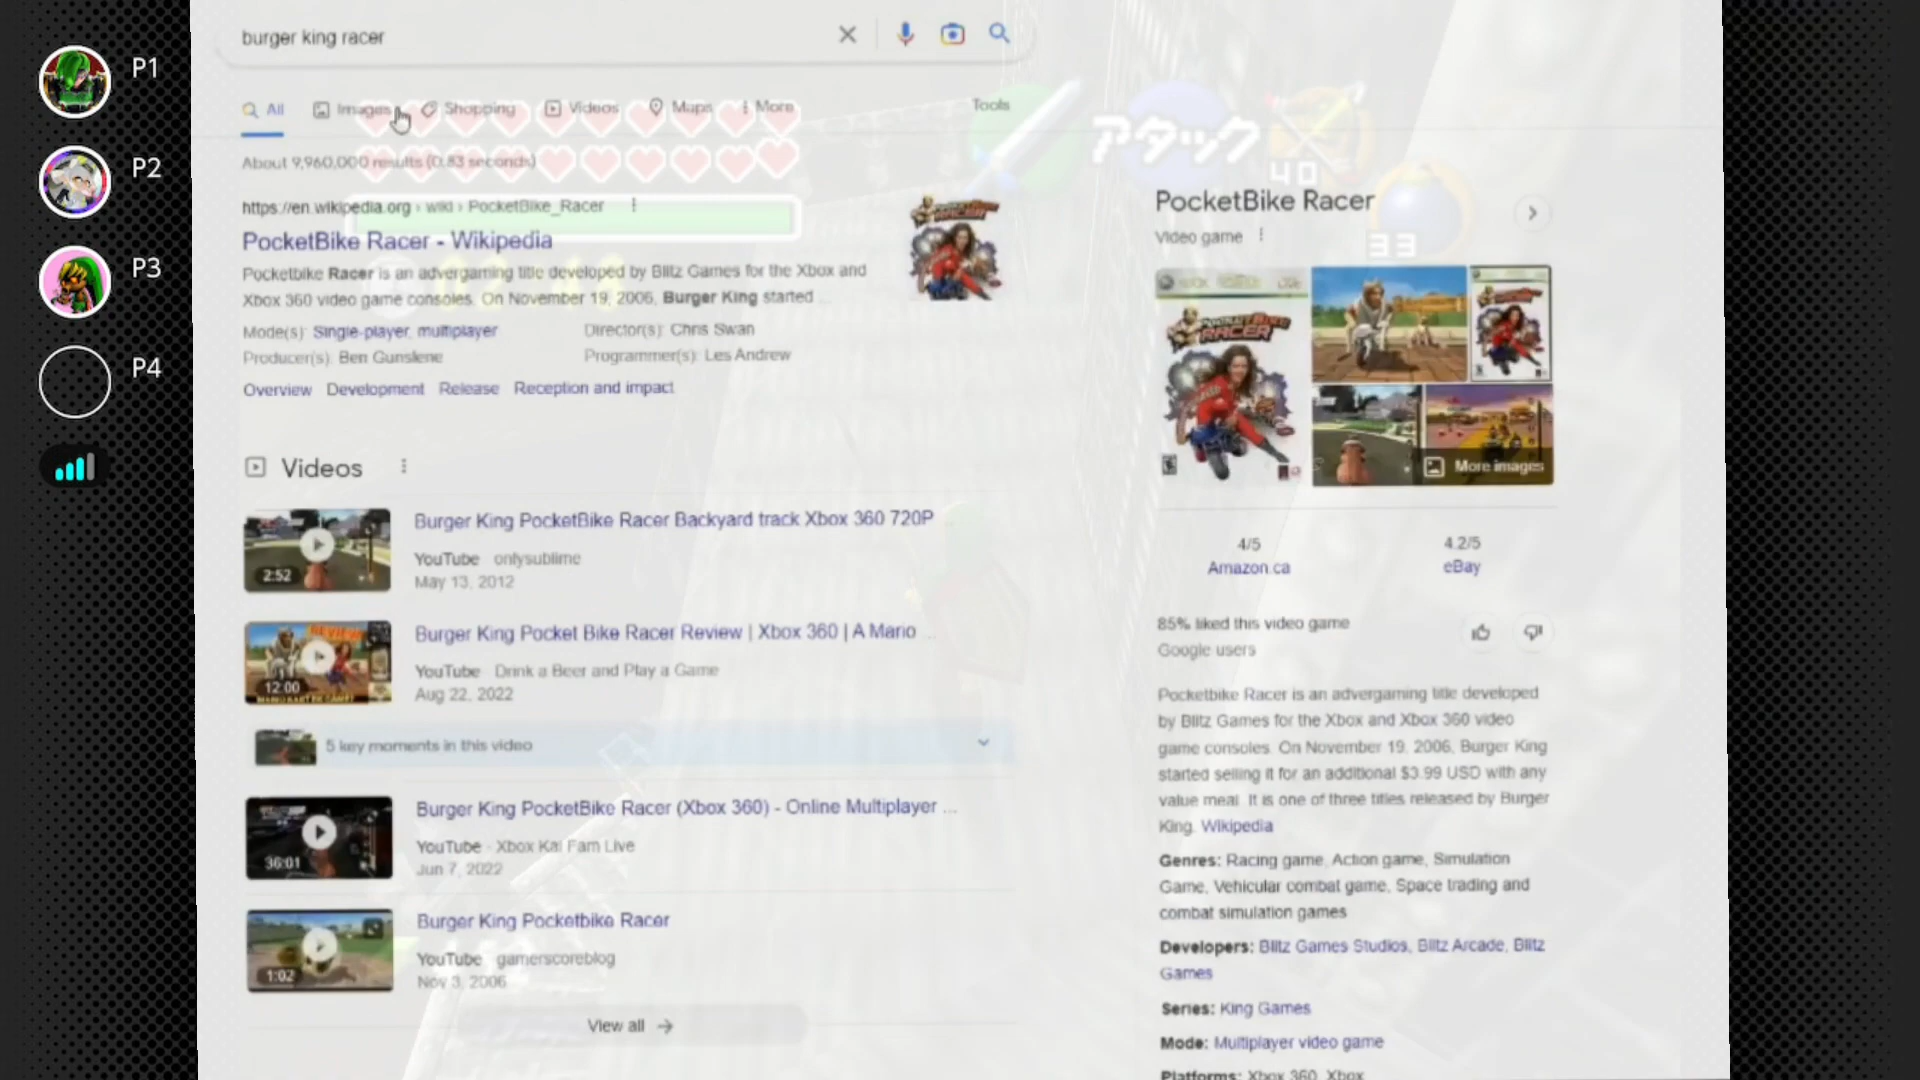 burger king racer
P1
P2
P3
P4
All Images Shopping Videos Maps More Tools
アタック
40
33
About 9,960,000 results (0.83 seconds)
https://en.wikipedia.org › wiki › PocketBike_Racer
PocketBike Racer - Wikipedia
Pocketbike Racer is an advergaming title developed by Blitz Games for the Xbox and
Xbox 360 video game consoles. On November 19, 2006, Burger King started ...
Mode(s): Single-player, multiplayer
Director(s): Chris Swan
Producer(s): Ben Gunstene
Programmer(s): Les Andrew
Overview Development Release Reception and impact
Videos
2:52
Burger King PocketBike Racer Backyard track Xbox 360 720P
YouTube · onlysublime
May 13, 2012
REVIEW
12:00
Burger King Pocket Bike Racer Review | Xbox 360 | A Mario ...
YouTube · Drink a Beer and Play a Game
Aug 22, 2022
5 key moments in this video
36:01
Burger King PocketBike Racer (Xbox 360) - Online Multiplayer ...
YouTube · Xbox Kai Fam Live
Jun 7, 2022
1:02
Burger King Pocketbike Racer
YouTube · gamerscoreblog
Nov 3, 2006
View all →
PocketBike Racer
Video game
More images
4/5
Amazon.ca
4.2/5
eBay
85% liked this video game
Google users
Pocketbike Racer is an advergaming title developed
by Blitz Games for the Xbox and Xbox 360 video
game consoles. On November 19, 2006, Burger King
started selling it for an additional $3.99 USD with any
value meal. It is one of three titles released by Burger
King. Wikipedia
Genres: Racing game, Action game, Simulation
Game, Vehicular combat game, Space trading and
combat simulation games
Developers: Blitz Games Studios, Blitz Arcade, Blitz
Games
Series: King Games
Mode: Multiplayer video game
Platforms: Xbox 360, Xbox